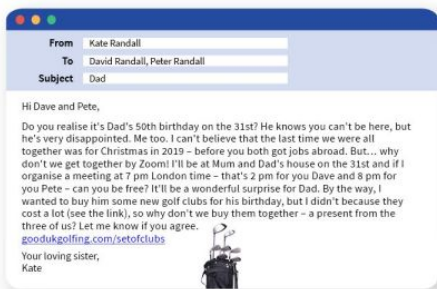 From Kate Randall
To David Randall, Peter Randall
Subject Dad
Hi Dave and Pete,
Do you realise it's Dad's 50th birthday on the 31st? He knows you can't be here, but
he's very disappointed. Me too. I can't believe that the last time we were all
together was for Christmas in 2019 – before you both got jobs abroad. But... why
don't we get together by Zoom! I'll be at Mum and Dad's house on the 31st and if I
organise a meeting at 7 pm London time – that's 2 pm for you Dave and 8 pm for
you Pete – can you be free? It'll be a wonderful surprise for Dad. By the way, I
wanted to buy him some new golf clubs for his birthday, but I didn't because they
cost a lot (see the link), so why don't we buy them together – a present from the
three of us? Let me know if you agree.
goodukgolfing.com/setofclubs
Your loving sister,
Kate